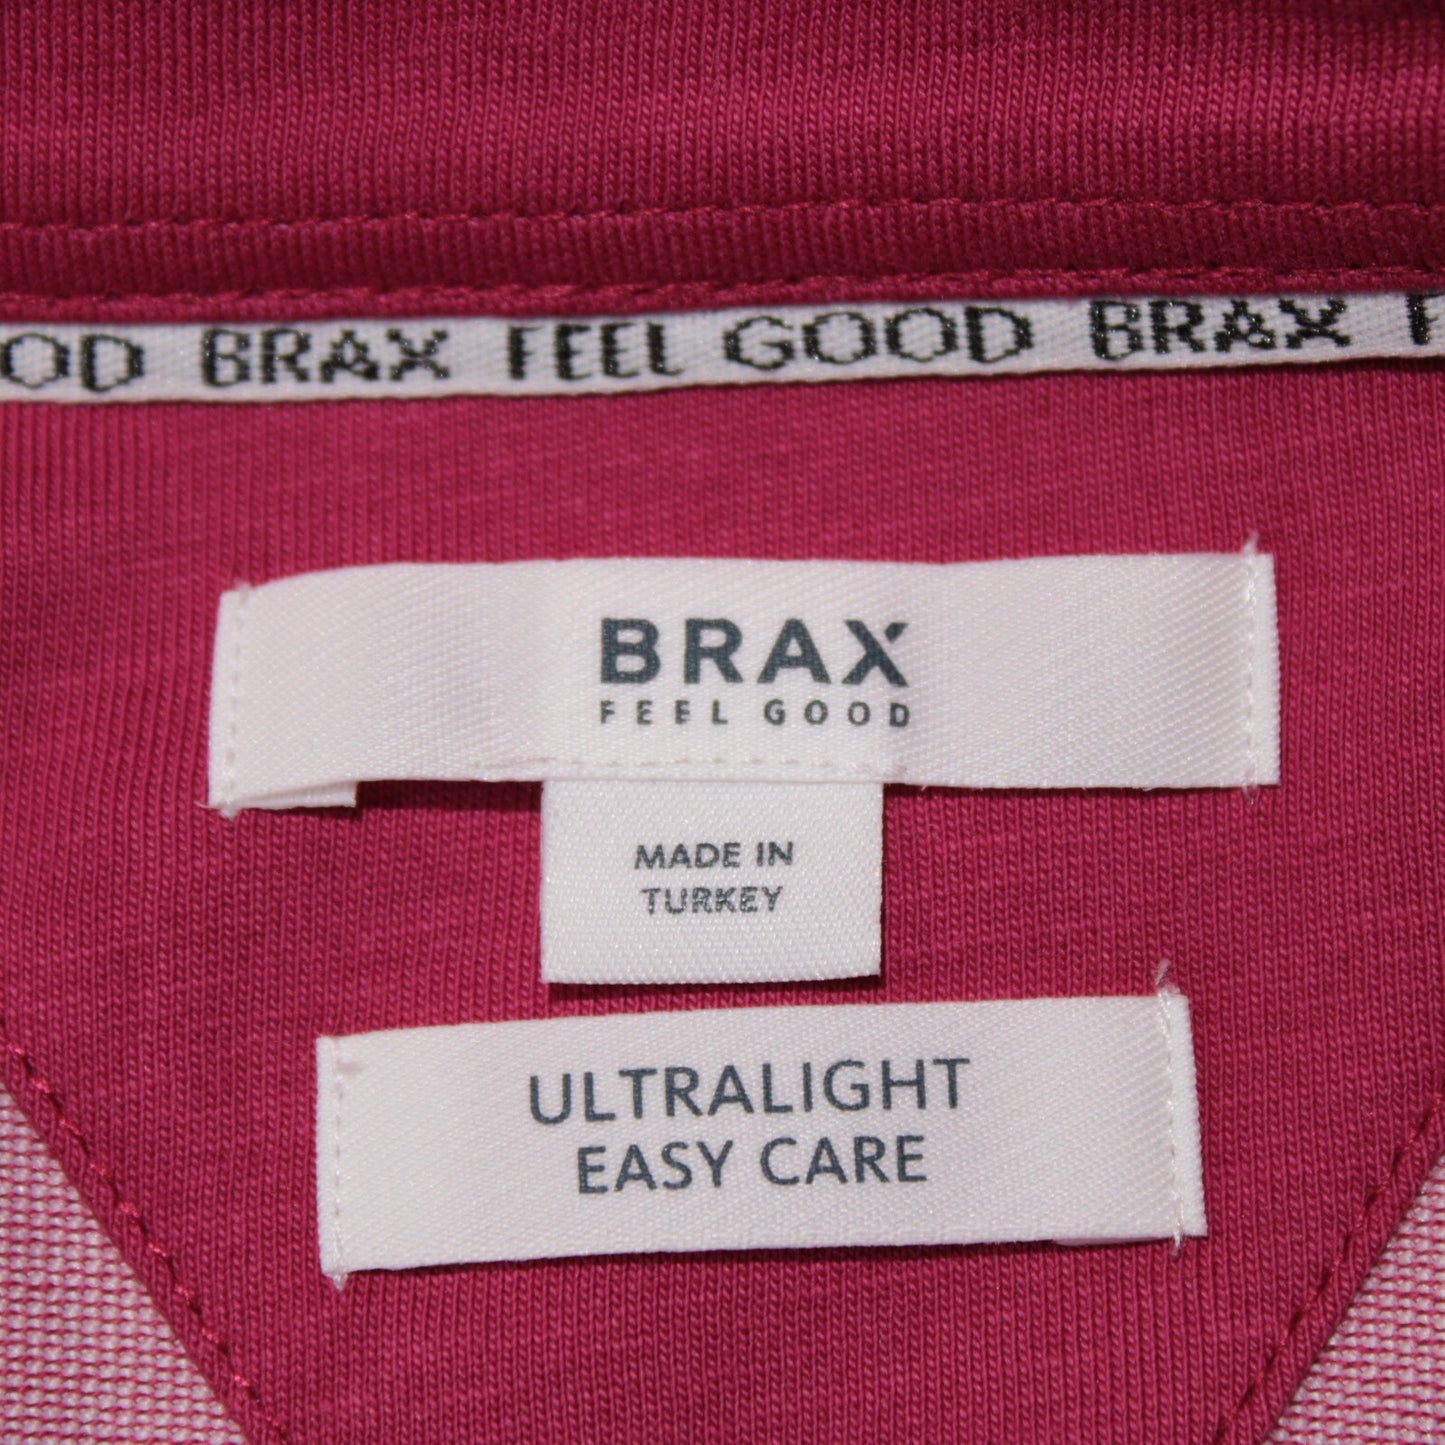 OD BRAX FEEL GOOD BRAX F
BRAX
FEEL GOOD
MADE IN
TURKEY
ULTRALIGHT
EASY CARE